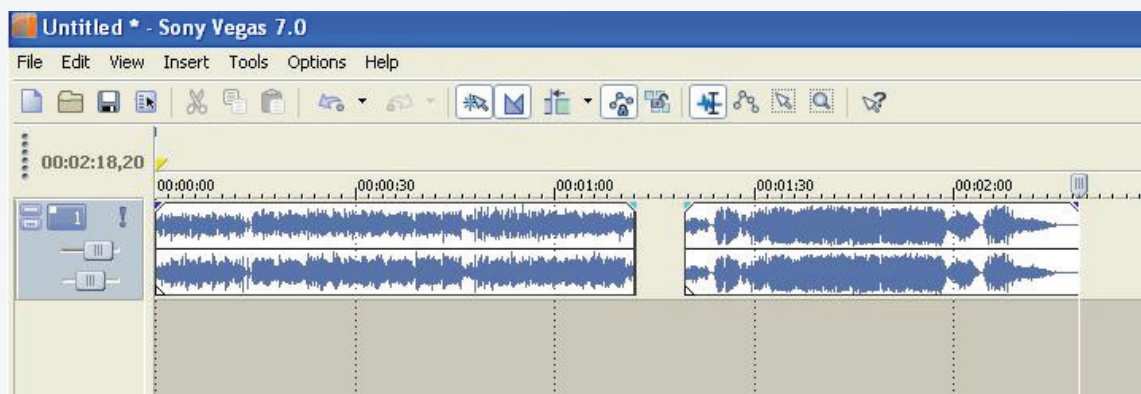 Untitled * - Sony Vegas 7.0
File Edit View Insert Tools Options Help
00:02:18,20
00:00:00 00:00:30 00:01:00 00:01:30 00:02:00
1